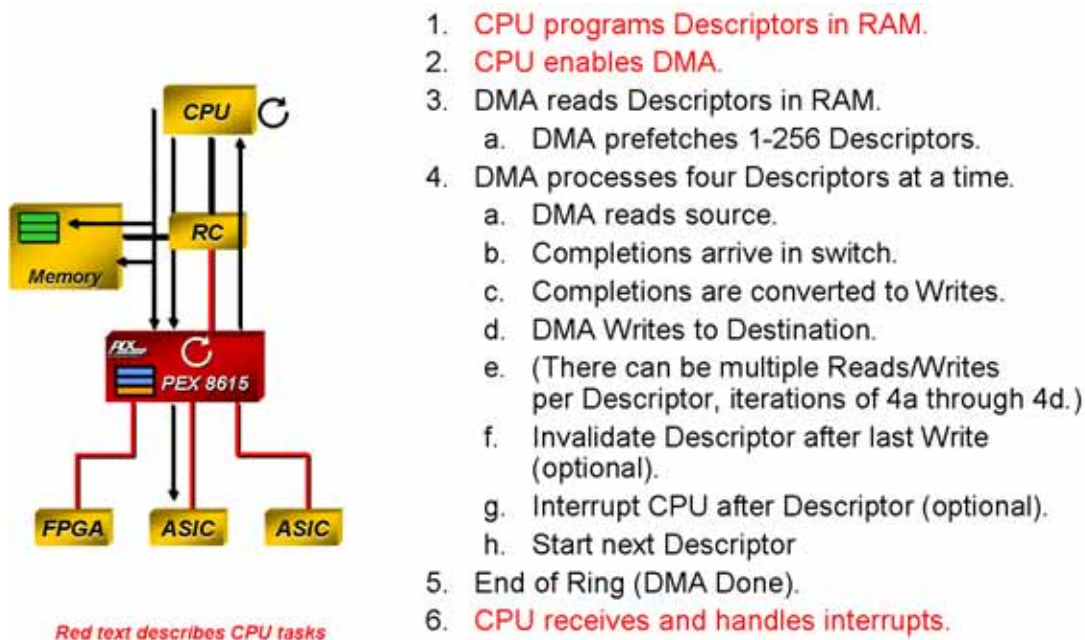 1. CPU programs Descriptors in RAM.
2. CPU enables DMA.
3. DMA reads Descriptors in RAM.
a. DMA prefetches 1-256 Descriptors.
4. DMA processes four Descriptors at a time.
a. DMA reads source.
b. Completions arrive in switch.
c. Completions are converted to Writes.
d. DMA Writes to Destination.
e. (There can be multiple Reads/Writes
per Descriptor, iterations of 4a through 4d.)
f. Invalidate Descriptor after last Write
(optional).
g. Interrupt CPU after Descriptor (optional).
h. Start next Descriptor
5. End of Ring (DMA Done).
6. CPU receives and handles interrupts.
CPU
RC
Memory
PLX
PEX 8615
FPGA
ASIC
ASIC
Red text describes CPU tasks